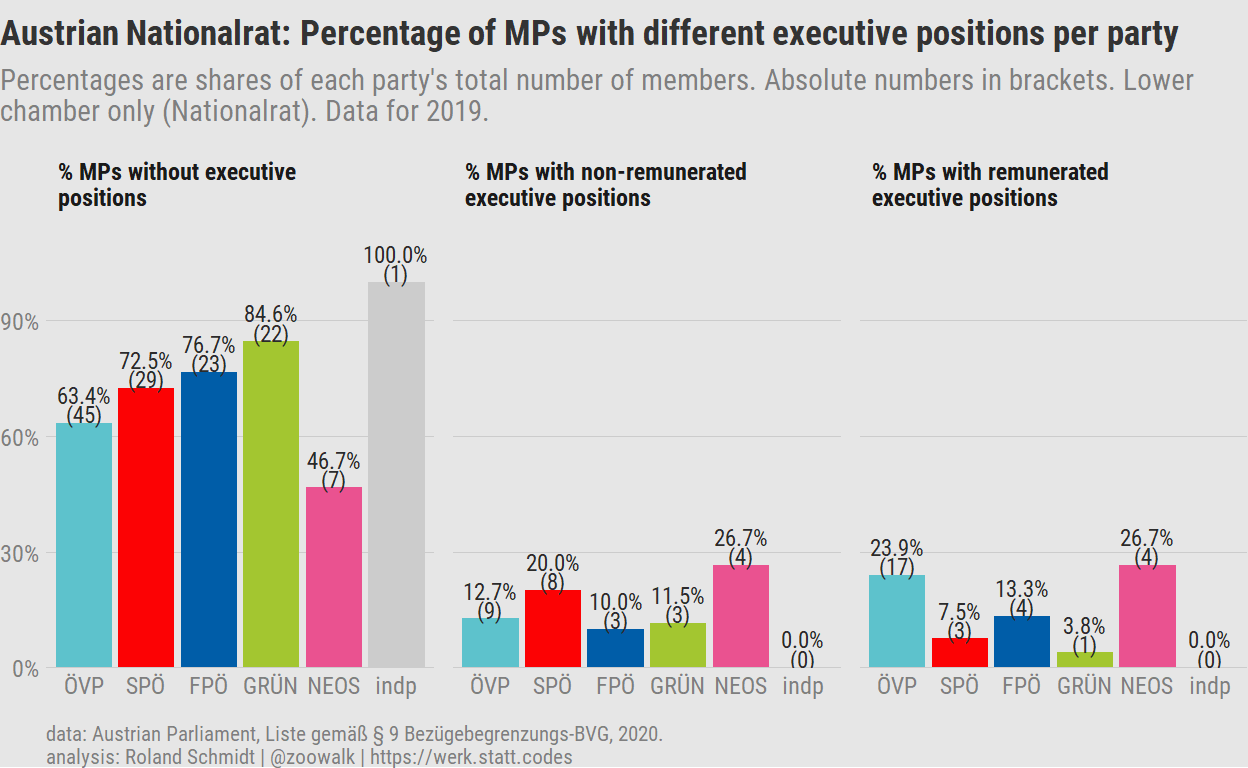 Austrian Nationalrat: Percentage of MPs with different executive positions per party
Percentages are shares of each party's total number of members. Absolute numbers in brackets. Lower
chamber only (Nationalrat). Data for 2019.
% MPs without executive
positions
100.0%
(1)
84.6%
(22)
76.7%
(23)
72.5%
(29)
63.4%
(45)
46.7%
(7)
90%
60%
30%
0%
ÖVP SPÖ FPÖ GRÜN NEOS indp
% MPs with non-remunerated
executive positions
12.7%
(9)
20.0%
(8)
10.0%
(3)
11.5%
(3)
26.7%
(4)
0.0%
(0)
ÖVP SPÖ FPÖ GRÜN NEOS indp
% MPs with remunerated
executive positions
23.9%
(17)
7.5%
(3)
13.3%
(4)
3.8%
(1)
26.7%
(4)
0.0%
(0)
ÖVP SPÖ FPÖ GRÜN NEOS indp
data: Austrian Parliament, Liste gemäß § 9 Bezügebegrenzungs-BVG, 2020.
analysis: Roland Schmidt | @zoowalk | https://werk.statt.codes